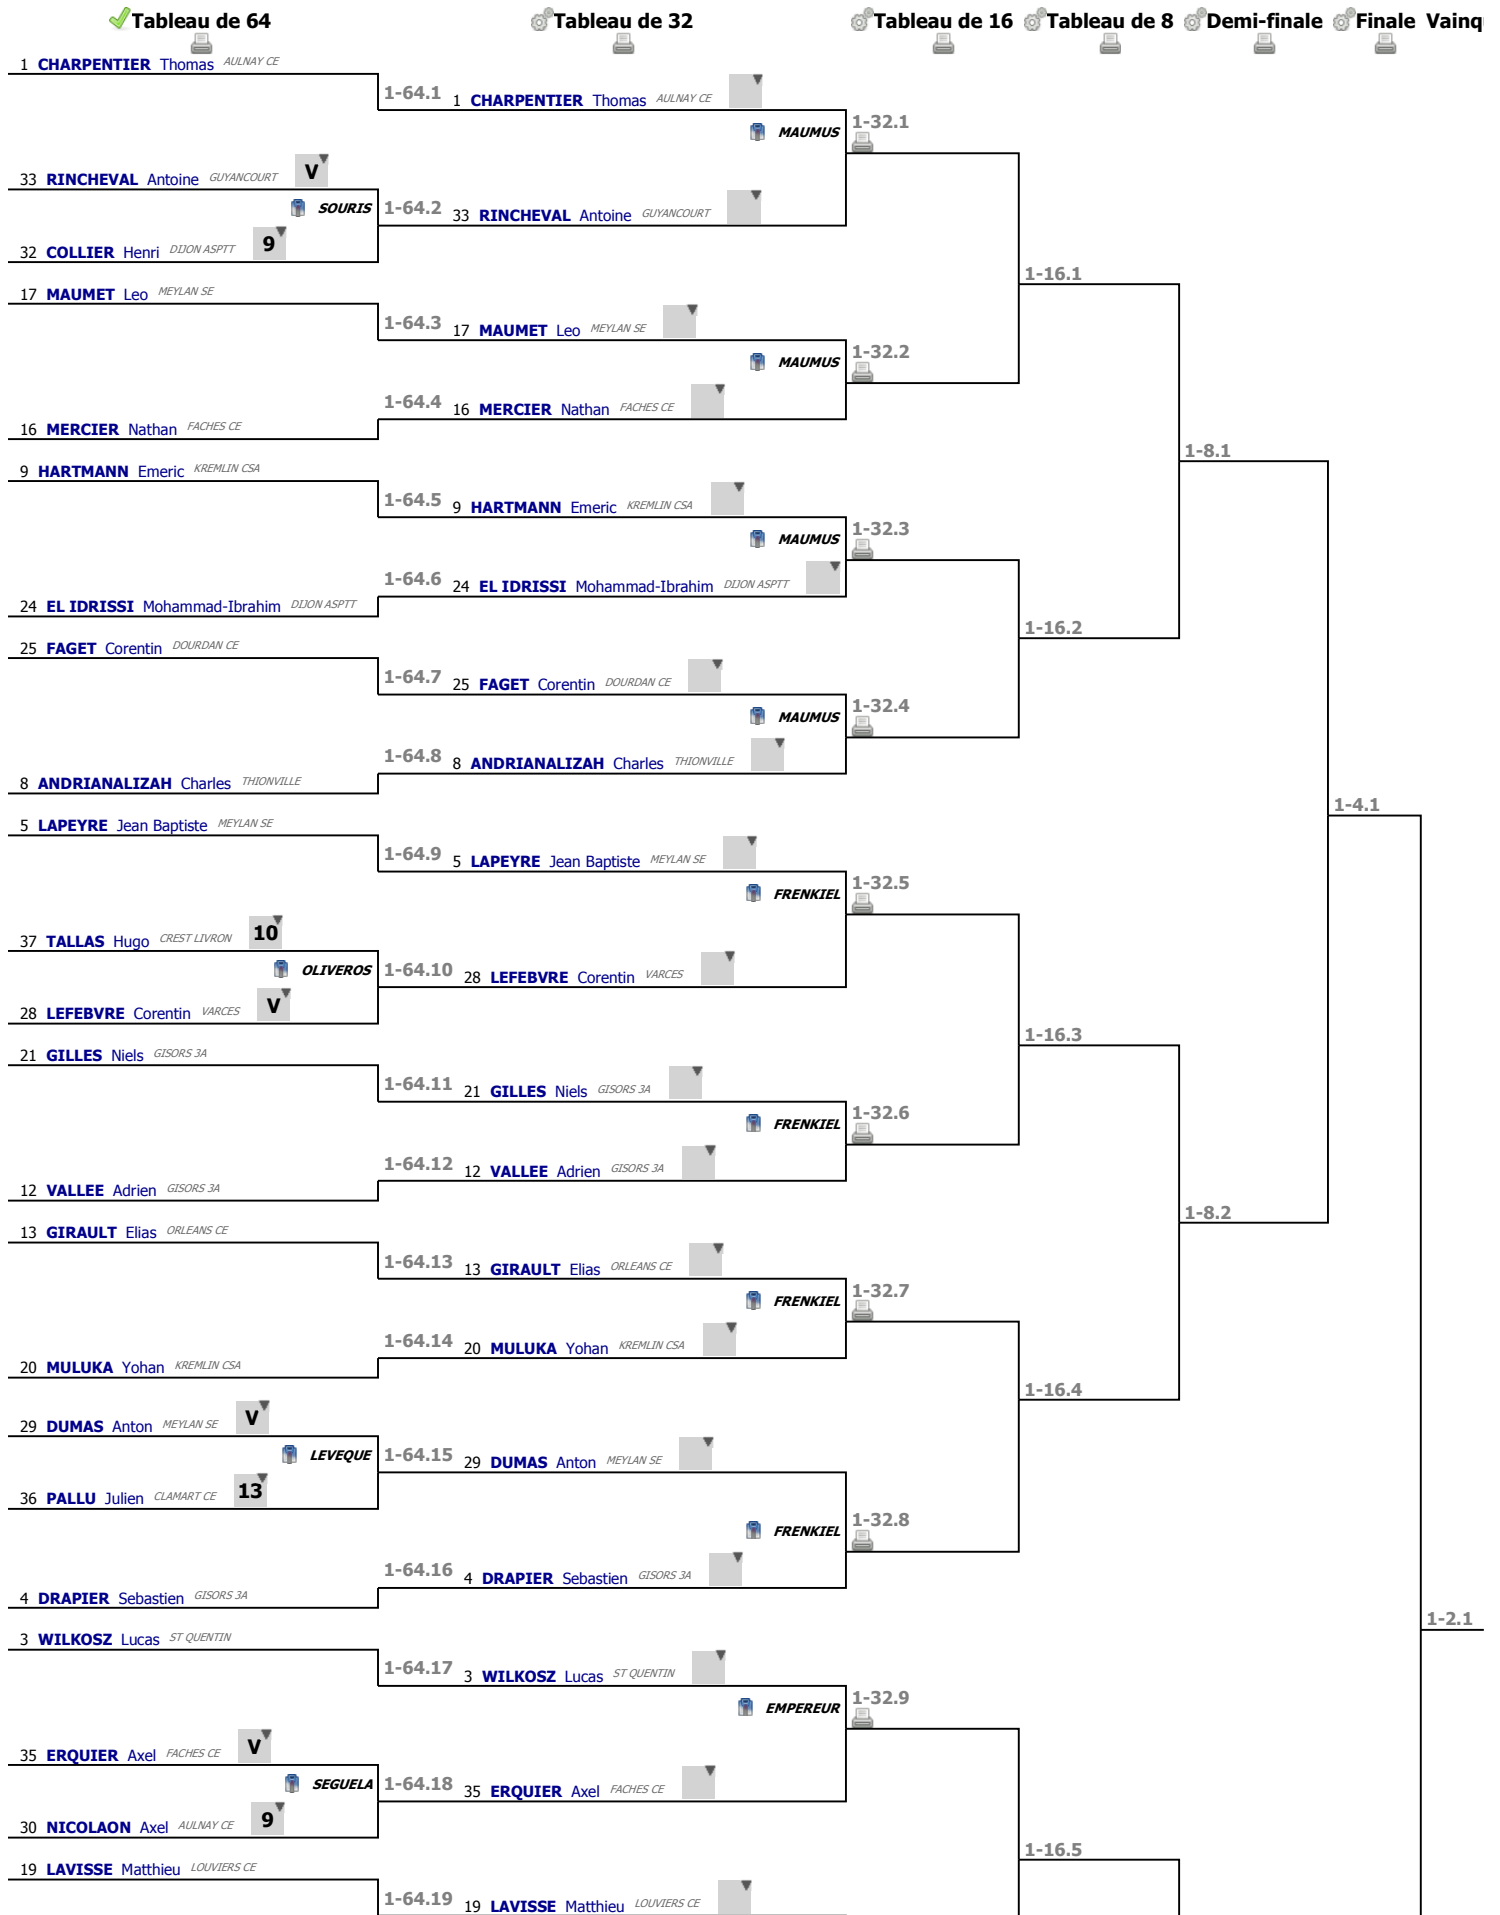 Tableau de 64 Tableau de 32 Tableau de 16 Tableau de 8 Demi-finale Finale Vainq
1 CHARPENTIER Thomas AULNAY CE
1-64.1 1 CHARPENTIER Thomas AULNAY CE
1-32.1
MAUMUS
33 RINCHEVAL Antoine GUYANCOURT V
SOURIS 1-64.2 33 RINCHEVAL Antoine GUYANCOURT
32 COLLIER Henri DIJON ASPTT 9
1-16.1
17 MAUMET Leo MEYLAN SE
1-64.3 17 MAUMET Leo MEYLAN SE
1-32.2
MAUMUS
1-64.4 16 MERCIER Nathan FACHES CE
16 MERCIER Nathan FACHES CE
1-8.1
9 HARTMANN Emeric KREMLIN CSA
1-64.5 9 HARTMANN Emeric KREMLIN CSA
1-32.3
MAUMUS
1-64.6 24 EL IDRISSI Mohammad-Ibrahim DIJON ASPTT
24 EL IDRISSI Mohammad-Ibrahim DIJON ASPTT
1-16.2
25 FAGET Corentin DOURDAN CE
1-64.7 25 FAGET Corentin DOURDAN CE
1-32.4
MAUMUS
1-64.8 8 ANDRIANALIZAH Charles THIONVILLE
8 ANDRIANALIZAH Charles THIONVILLE
1-4.1
5 LAPEYRE Jean Baptiste MEYLAN SE
1-64.9 5 LAPEYRE Jean Baptiste MEYLAN SE
1-32.5
FRENKIEL
37 TALLAS Hugo CREST LIVRON 10
OLIVEROS 1-64.10 28 LEFEBVRE Corentin VARCES
28 LEFEBVRE Corentin VARCES V
1-16.3
21 GILLES Niels GISORS 3A
1-64.11 21 GILLES Niels GISORS 3A
1-32.6
FRENKIEL
1-64.12 12 VALLEE Adrien GISORS 3A
12 VALLEE Adrien GISORS 3A
1-8.2
13 GIRAULT Elias ORLEANS CE
1-64.13 13 GIRAULT Elias ORLEANS CE
1-32.7
FRENKIEL
1-64.14 20 MULUKA Yohan KREMLIN CSA
20 MULUKA Yohan KREMLIN CSA
1-16.4
29 DUMAS Anton MEYLAN SE V
LEVEQUE 1-64.15 29 DUMAS Anton MEYLAN SE
36 PALLU Julien CLAMART CE 13
1-32.8
FRENKIEL
1-64.16 4 DRAPIER Sebastien GISORS 3A
4 DRAPIER Sebastien GISORS 3A
1-2.1
3 WILKOSZ Lucas ST QUENTIN
1-64.17 3 WILKOSZ Lucas ST QUENTIN
1-32.9
EMPEREUR
35 ERQUIER Axel FACHES CE V
SEGUELA 1-64.18 35 ERQUIER Axel FACHES CE
30 NICOLAON Axel AULNAY CE 9
1-16.5
19 LAVISSE Matthieu LOUVIERS CE
1-64.19 19 LAVISSE Matthieu LOUVIERS CE